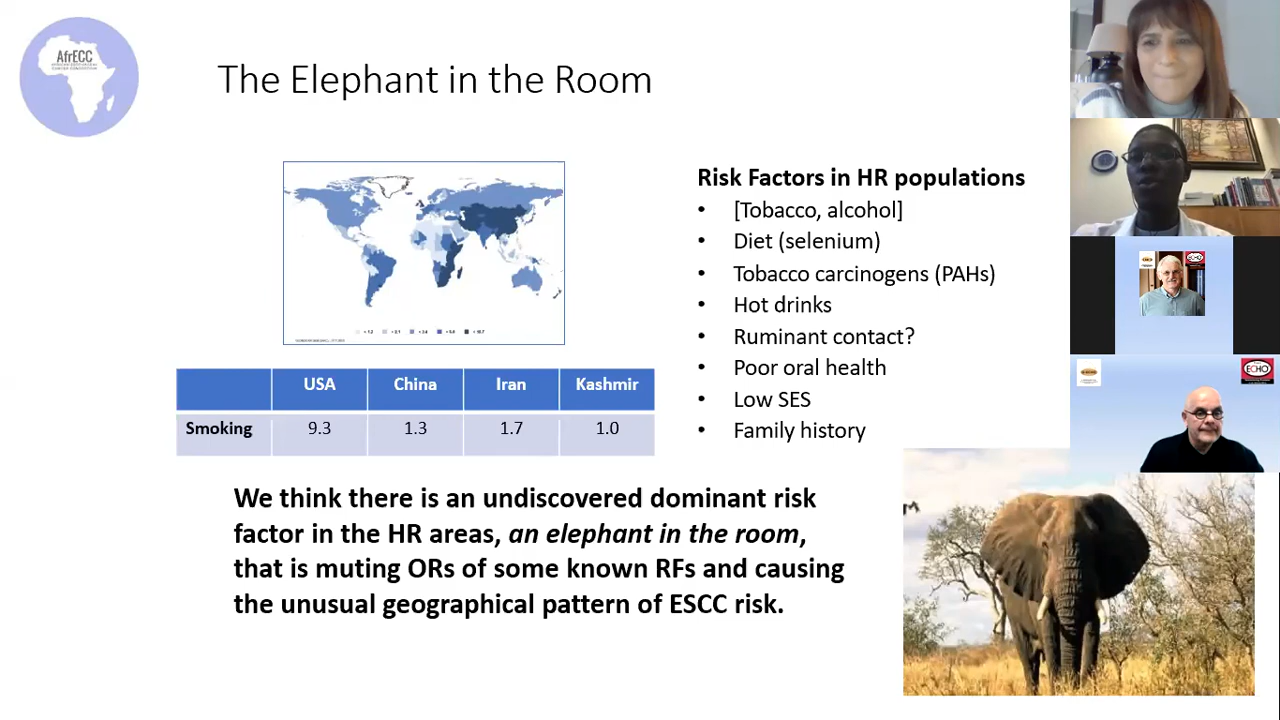 AfrECC
The Elephant in the Room
Risk Factors in HR populations
• [Tobacco, alcohol]
• Diet (selenium)
• Tobacco carcinogens (PAHs)
• Hot drinks
• Ruminant contact?
• Poor oral health
• Low SES
• Family history
USA China Iran Kashmir
Smoking 9.3 1.3 1.7 1.0
We think there is an undiscovered dominant risk
factor in the HR areas, an elephant in the room,
that is muting ORs of some known RFs and causing
the unusual geographical pattern of ESCC risk.
ECHO